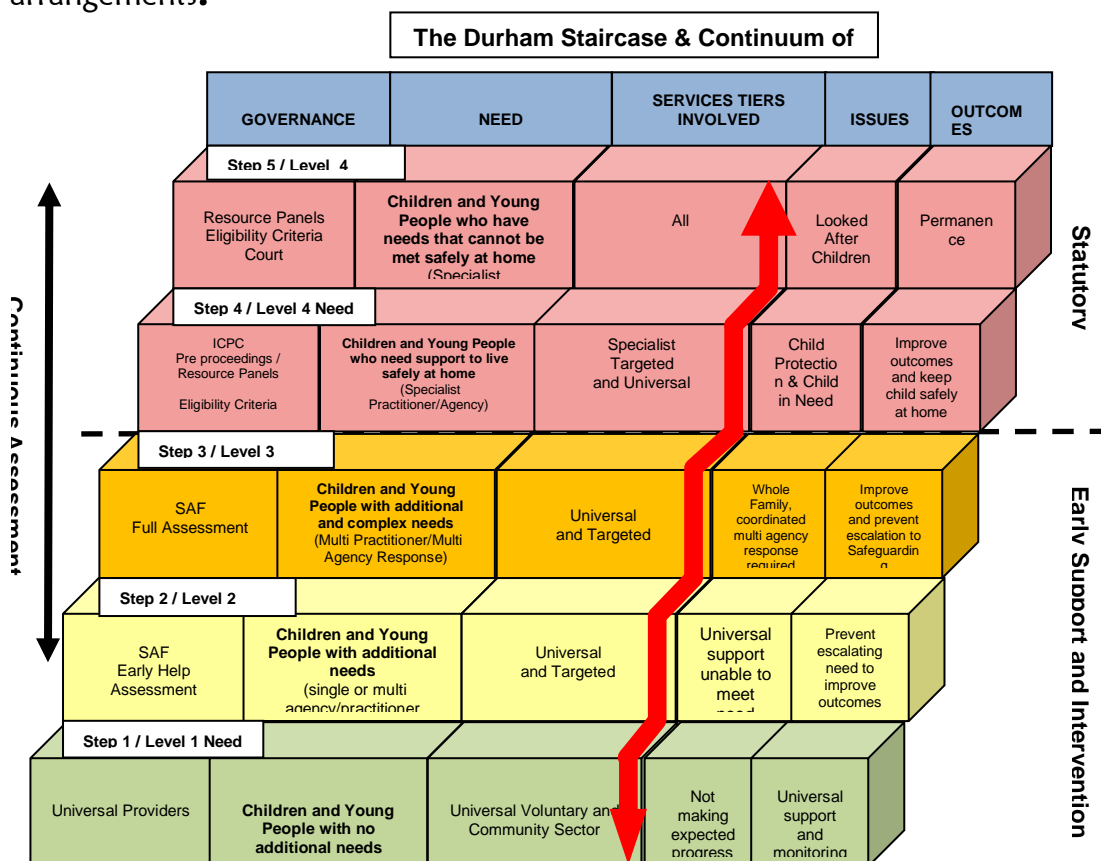 arrangements.
The Durham Staircase & Continuum of
GOVERNANCE
NEED
SERVICES TIERS
INVOLVED
ISSUES
OUTCOM
ES
Step 5 / Level 4
Resource Panels
Eligibility Criteria
Court
Children and Young
People who have
needs that cannot be
met safely at home
(Specialist
All
Looked
After
Children
Permanen
ce
Step 4 / Level 4 Need
ICPC
Pre proceedings /
Resource Panels
Eligibility Criteria
Children and Young People
who need support to live
safely at home
(Specialist
Practitioner/Agency)
Specialist
Targeted
and Universal
Child
Protectio
n & Child
in Need
Improve
outcomes
and keep
child safely
at home
Step 3 / Level 3
SAF
Full Assessment
Children and Young
People with additional
and complex needs
(Multi Practitioner/Multi
Agency Response)
Universal
and Targeted
Whole
Family,
coordinated
multi agency
response
required
Improve
outcomes
and prevent
escalation to
Safeguardin
g
Step 2 / Level 2
SAF
Early Help
Assessment
Children and Young
People with additional
needs
(single or multi
agency/practitioner
Universal
and Targeted
Universal
support
unable to
meet
need
Prevent
escalating
need to
improve
outcomes
Step 1 / Level 1 Need
Universal Providers
Children and Young
People with no
additional needs
Universal Voluntary and
Community Sector
Not
making
expected
progress
Universal
support
and
monitoring
Continuous Assessment
Statutory
Early Support and Intervention